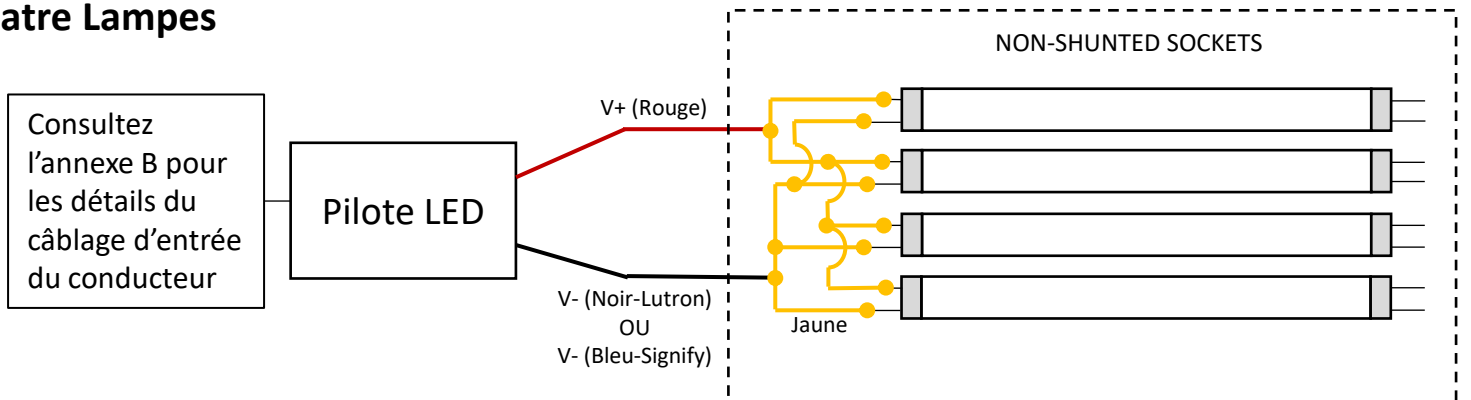 atre Lampes
NON-SHUNTED SOCKETS
Consultez
l’annexe B pour
les détails du
câblage d’entrée
du conducteur
Pilote LED
V+ (Rouge)
V- (Noir-Lutron)
OU
V- (Bleu-Signify)
Jaune